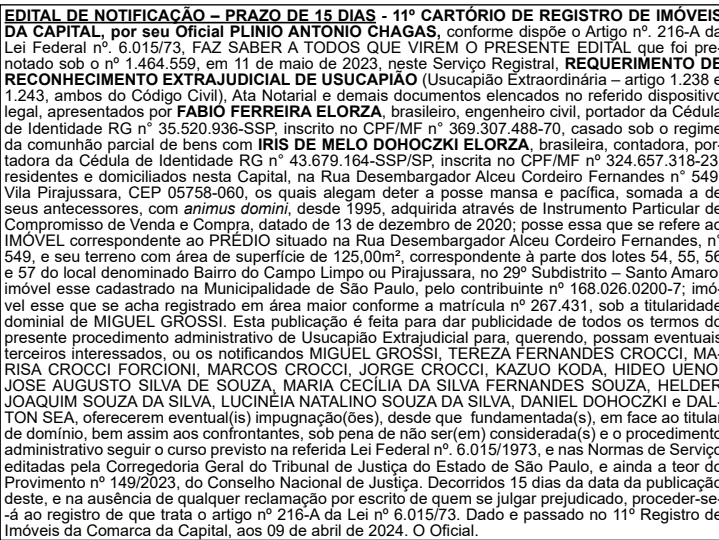 EDITAL DE NOTIFICAÇÃO – PRAZO DE 15 DIAS - 11º CARTÓRIO DE REGISTRO DE IMÓVEIS
DA CAPITAL, por seu Oficial PLINIO ANTONIO CHAGAS, conforme dispõe o Artigo nº. 216-A da
Lei Federal nº. 6.015/73, FAZ SABER A TODOS QUE VIREM O PRESENTE EDITAL que foi pre-
notado sob o nº 1.464.559, em 11 de maio de 2023, neste Serviço Registral, REQUERIMENTO DE
RECONHECIMENTO EXTRAJUDICIAL DE USUCAPIÃO (Usucapião Extraordinária – artigo 1.238 e
1.243, ambos do Código Civil), Ata Notarial e demais documentos elencados no referido dispositivo
legal, apresentados por FABIO FERREIRA ELORZA, brasileiro, engenheiro civil, portador da Cédula
de Identidade RG n° 35.520.936-SSP, inscrito no CPF/MF n° 369.307.488-70, casado sob o regime
da comunhão parcial de bens com IRIS DE MELO DOHOCZKI ELORZA, brasileira, contadora, por-
tadora da Cédula de Identidade RG n° 43.679.164-SSP/SP, inscrita no CPF/MF nº 324.657.318-23,
residentes e domiciliados nesta Capital, na Rua Desembargador Alceu Cordeiro Fernandes n° 549,
Vila Pirajussara, CEP 05758-060, os quais alegam deter a posse mansa e pacífica, somada a de
seus antecessores, com animus domini, desde 1995, adquirida através de Instrumento Particular de
Compromisso de Venda e Compra, datado de 13 de dezembro de 2020; posse essa que se refere ao
IMÓVEL correspondente ao PRÉDIO situado na Rua Desembargador Alceu Cordeiro Fernandes, n°
549, e seu terreno com área de superfície de 125,00m², correspondente à parte dos lotes 54, 55, 56
e 57 do local denominado Bairro do Campo Limpo ou Pirajussara, no 29º Subdistrito – Santo Amaro,
imóvel esse cadastrado na Municipalidade de São Paulo, pelo contribuinte nº 168.026.0200-7; imó-
vel esse que se acha registrado em área maior conforme a matrícula nº 267.431, sob a titularidade
dominial de MIGUEL GROSSI. Esta publicação é feita para dar publicidade de todos os termos do
presente procedimento administrativo de Usucapião Extrajudicial para, querendo, possam eventuais
terceiros interessados, ou os notificandos MIGUEL GROSSI, TEREZA FERNANDES CROCCI, MA-
RISA CROCCI FORCIONI, MARCOS CROCCI, JORGE CROCCI, KAZUO KODA, HIDEO UENO,
JOSE AUGUSTO SILVA DE SOUZA, MARIA CECÍLIA DA SILVA FERNANDES SOUZA, HELDER
JOAQUIM SOUZA DA SILVA, LUCINÉIA NATALINO SOUZA DA SILVA, DANIEL DOHOCZKI e DAL-
TON SEA, oferecerem eventual(is) impugnação(ões), desde que fundamentada(s), em face ao titular
de domínio, bem assim aos confrontantes, sob pena de não ser(em) considerada(s) e o procedimento
administrativo seguir o curso previsto na referida Lei Federal nº. 6.015/1973, e nas Normas de Serviço
editadas pela Corregedoria Geral do Tribunal de Justiça do Estado de São Paulo, e ainda a teor do
Provimento nº 149/2023, do Conselho Nacional de Justiça. Decorridos 15 dias da data da publicação
deste, e na ausência de qualquer reclamação por escrito de quem se julgar prejudicado, proceder-se-
-á ao registro de que trata o artigo nº 216-A da Lei nº 6.015/73. Dado e passado no 11º Registro de
Imóveis da Comarca da Capital, aos 09 de abril de 2024. O Oficial.